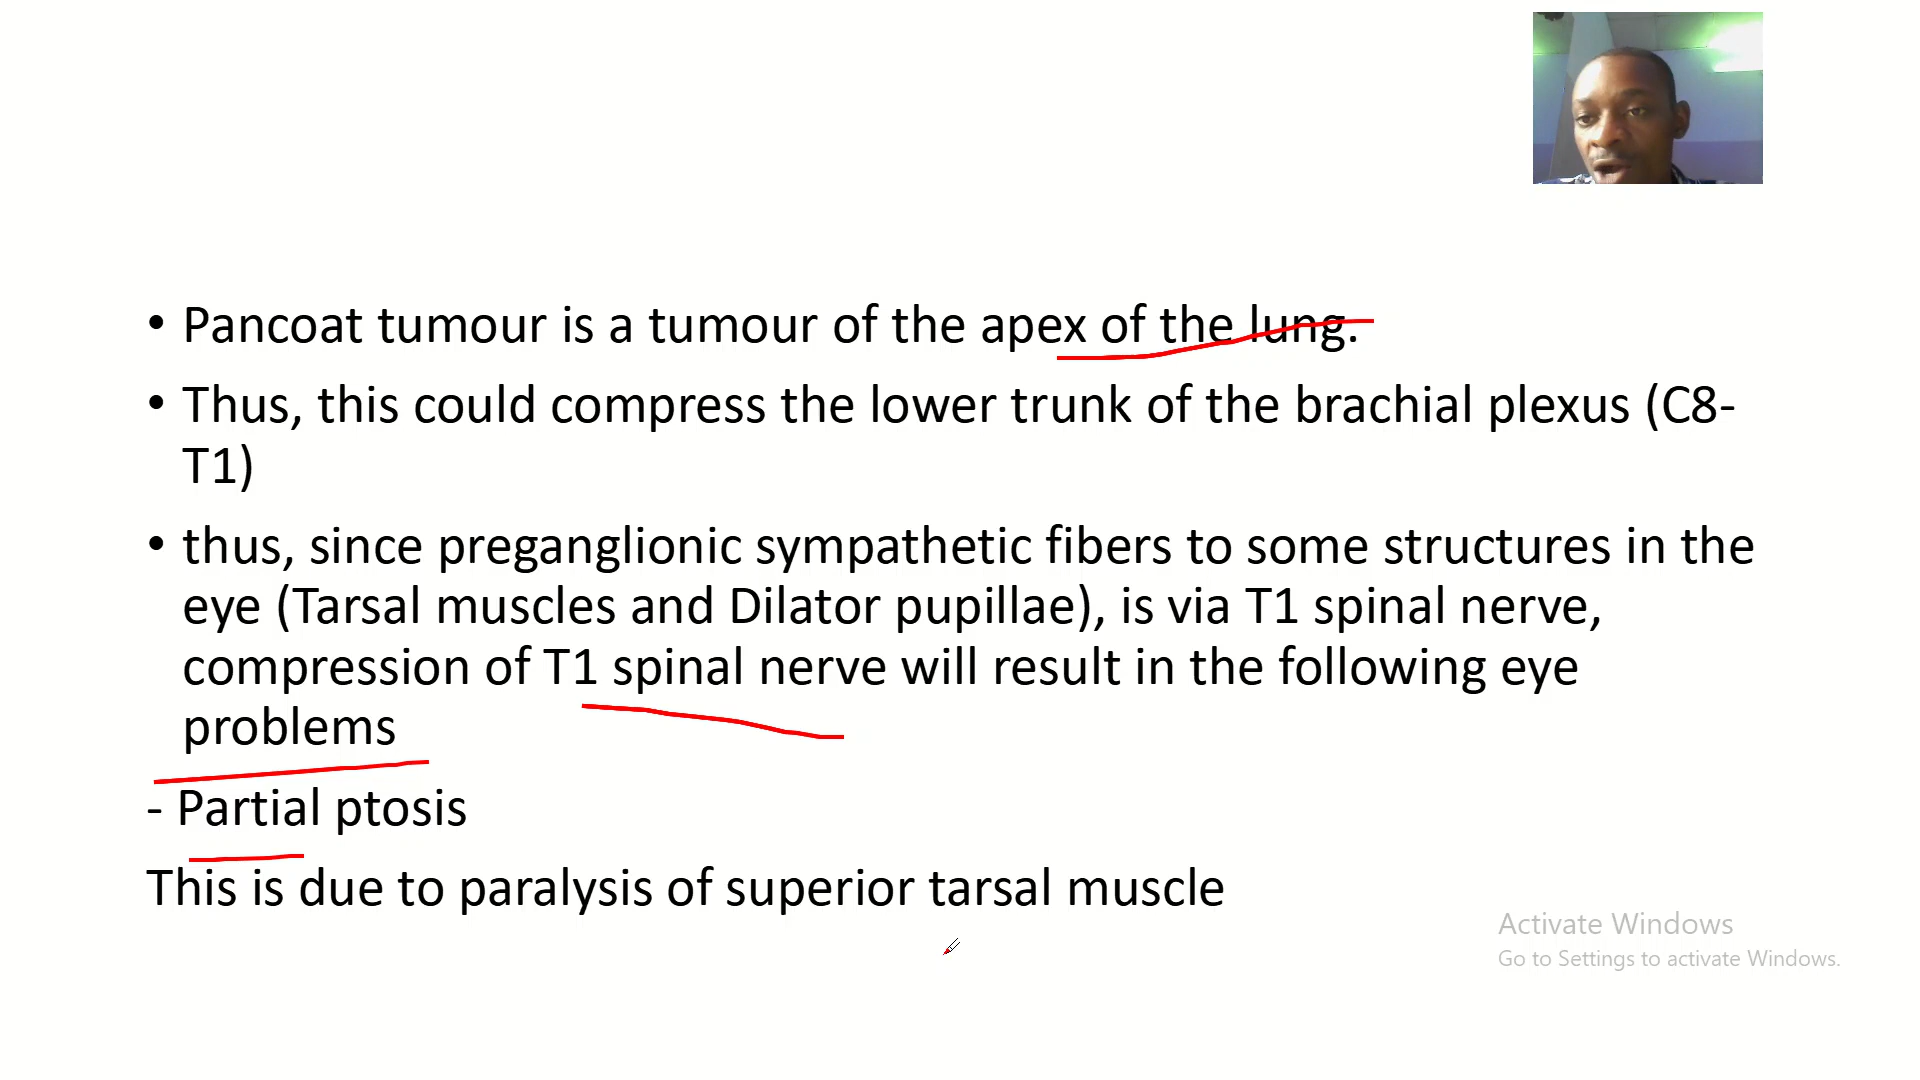 • Pancoat tumour is a tumour of the apex of the lung.
• Thus, this could compress the lower trunk of the brachial plexus (C8-
T1)
• thus, since preganglionic sympathetic fibers to some structures in the
eye (Tarsal muscles and Dilator pupillae), is via T1 spinal nerve,
compression of T1 spinal nerve will result in the following eye
problems
- Partial ptosis
This is due to paralysis of superior tarsal muscle
Activate Windows
Go to Settings to activate Windows.